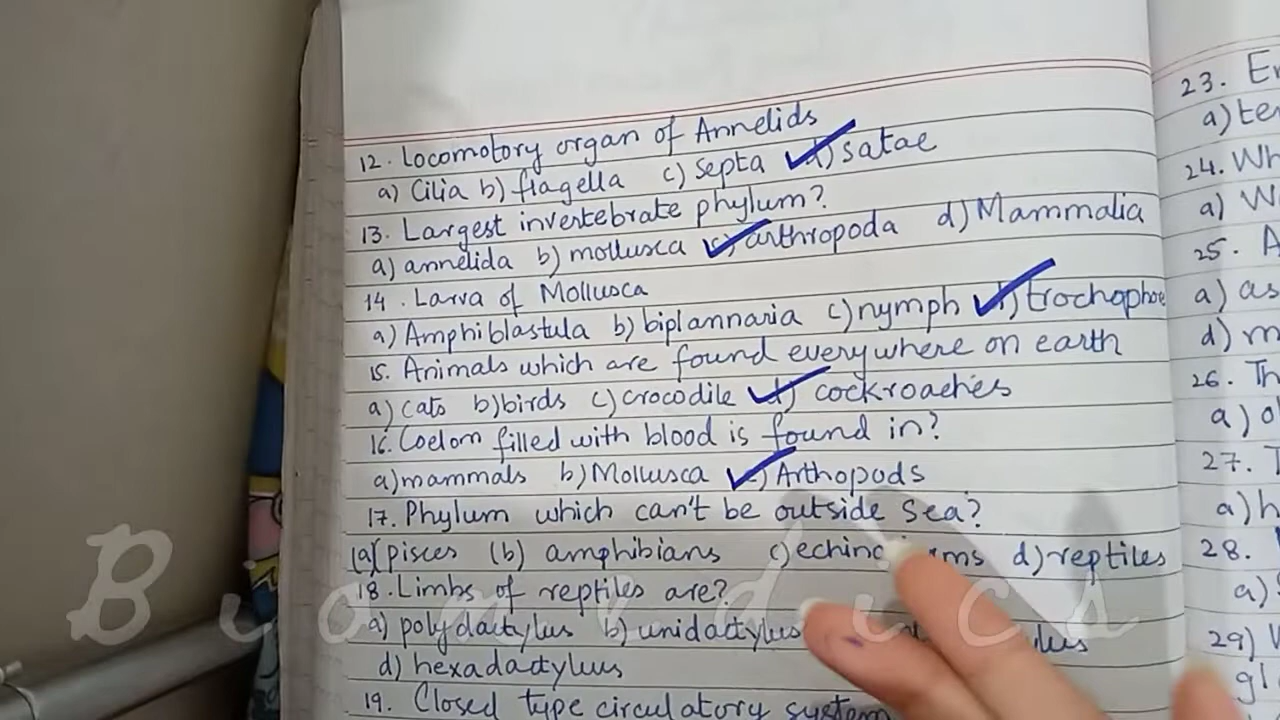 12. Locomotory organ of Annelids
a) Cilia b) flagella c) septa d) satae
13. Largest invertebrate phylum?
a) annelida b) mollusca c) arthropoda d) Mammalia
14. Larva of Mollusca
a) Amphiblastula b) biplannaria c) nymph d) trochophore
15. Animals which are found everywhere on earth
a) cats b) birds c) crocodile d) cockroaches
16. Coelom filled with blood is found in?
a) mammals b) Mollusca c) Arthopods
17. Phylum which can't be outside sea?
(a) pisces (b) amphibians c) d) reptiles
18. Limbs of reptiles are?
a) polydactylus b) unidactylus
d) hexadactylus
19. Closed type circulatory system
23.
a)
24. Wh
a) W
25. A
a) as
d) m
26. Th
a) o
27. T
a) h
28.
a)
29) W
gl